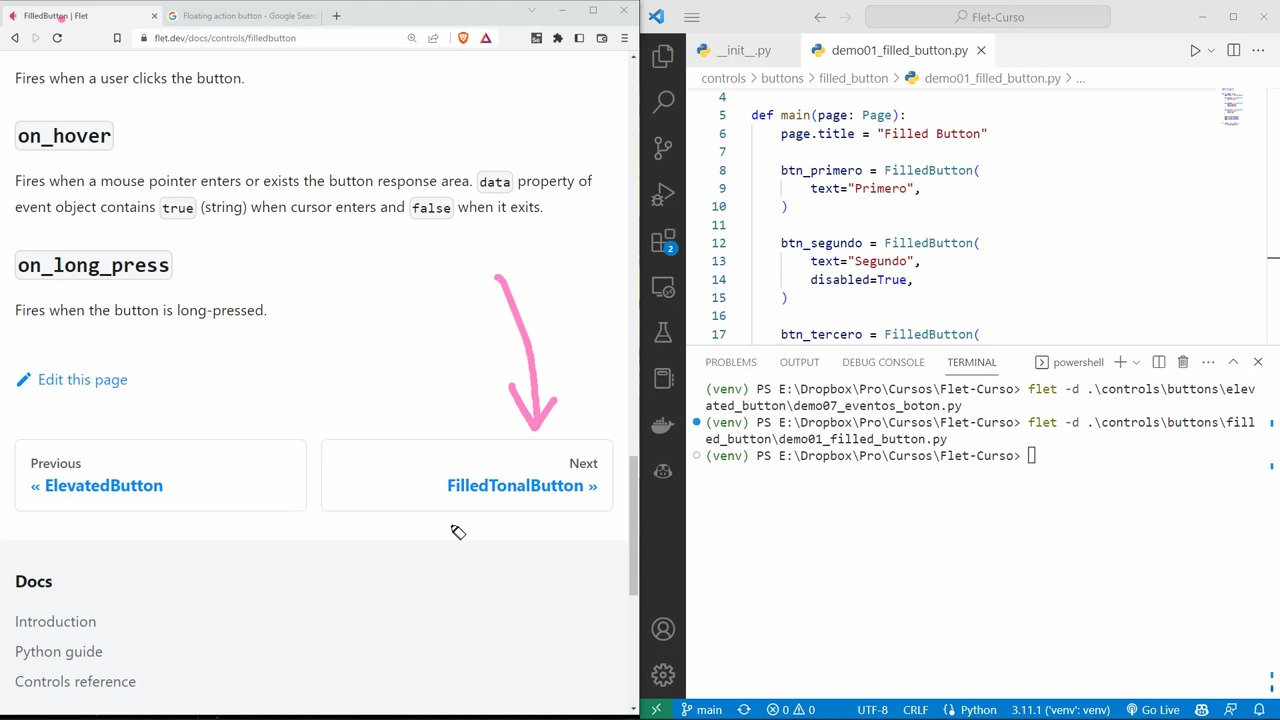 FilledButton | Flet
Floating action button - Google Searc
flet.dev/docs/controls/filledbutton
Fires when a user clicks the button.
on_hover
Fires when a mouse pointer enters or exists the button response area. data property of
event object contains true (string) when cursor enters and false when it exits.
on_long_press
Fires when the button is long-pressed.
Edit this page
Previous
« ElevatedButton
Next
FilledTonalButton »
Docs
Introduction
Python guide
Controls reference
Flet-Curso
__init__.py
demo01_filled_button.py
controls > buttons > filled_button > demo01_filled_button.py > ...
4
5 def main(page: Page):
6 page.title = "Filled Button"
7
8 btn_primero = FilledButton(
9 text="Primero",
10 )
11
12 btn_segundo = FilledButton(
13 text="Segundo",
14 disabled=True,
15 )
16
17 btn_tercero = FilledButton(
2
PROBLEMS OUTPUT DEBUG CONSOLE TERMINAL powershell
(venv) PS E:\Dropbox\Pro\Cursos\Flet-Curso> flet -d .\controls\buttons\elev
ated_button\demo07_eventos_boton.py
(venv) PS E:\Dropbox\Pro\Cursos\Flet-Curso> flet -d .\controls\buttons\fill
ed_button\demo01_filled_button.py
(venv) PS E:\Dropbox\Pro\Cursos\Flet-Curso>
main 0 0 UTF-8 CRLF Python 3.11.1 ('venv': venv) Go Live